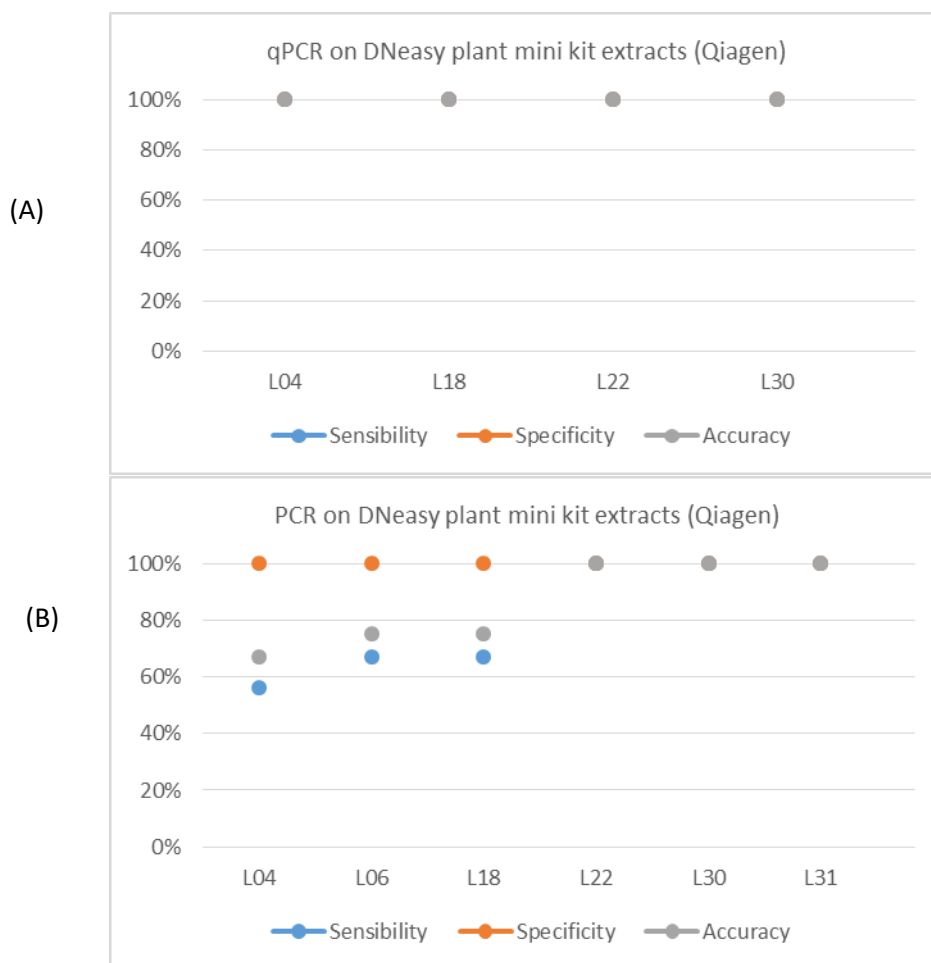 qPCR on DNeasy plant mini kit extracts (Qiagen)
100%
80%
(A)
60%
40%
20%
0%
L04 L18 L22 L30
Sensibility Specificity Accuracy
PCR on DNeasy plant mini kit extracts (Qiagen)
100%
80%
(B)
60%
40%
20%
0%
L04 L06 L18 L22 L30 L31
Sensibility Specificity Accuracy